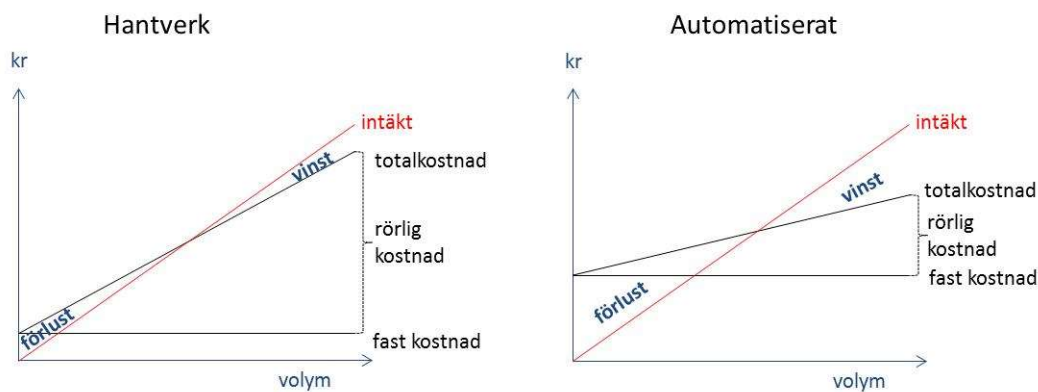 Hantverk
kr
intäkt
totalkostnad
vinst
rörlig
kostnad
förlust
fast kostnad
volym
Automatiserat
kr
intäkt
vinst
totalkostnad
rörlig
kostnad
fast kostnad
förlust
volym